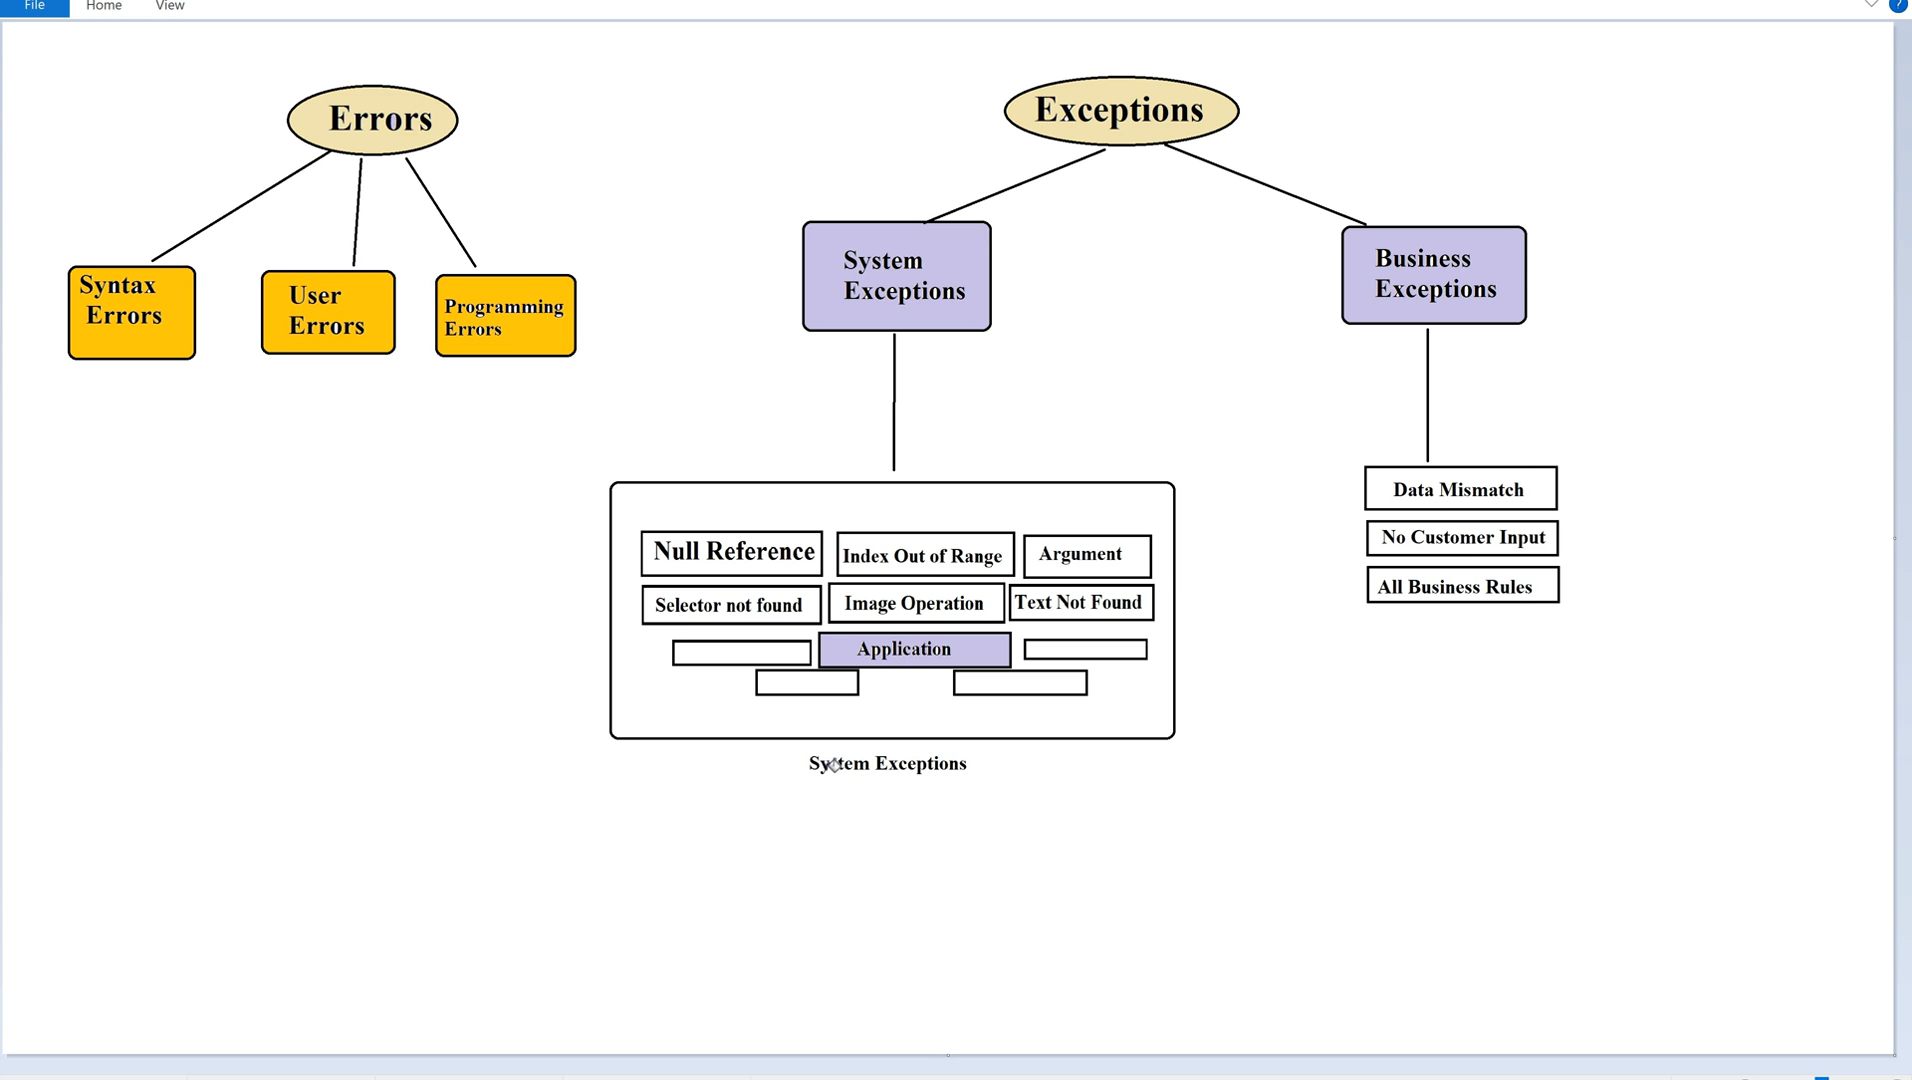 File Home View
?
Errors
Exceptions
Syntax
Errors
User
Errors
Programming
Errors
System
Exceptions
Business
Exceptions
Null Reference
Index Out of Range
Argument
Selector not found
Image Operation
Text Not Found
Application
System Exceptions
Data Mismatch
No Customer Input
All Business Rules